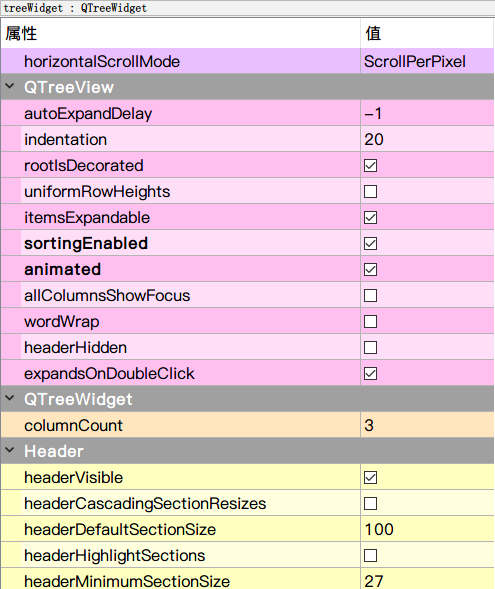 treeWidget : QTreeWidget
属性 值
horizontalScrollMode ScrollPerPixel
QTreeView
autoExpandDelay -1
indentation 20
rootIsDecorated
uniformRowHeights
itemsExpandable
sortingEnabled
animated
allColumnsShowFocus
wordWrap
headerHidden
expandsOnDoubleClick
QTreeWidget
columnCount 3
Header
headerVisible
headerCascadingSectionResizes
headerDefaultSectionSize 100
headerHighlightSections
headerMinimumSectionSize 27